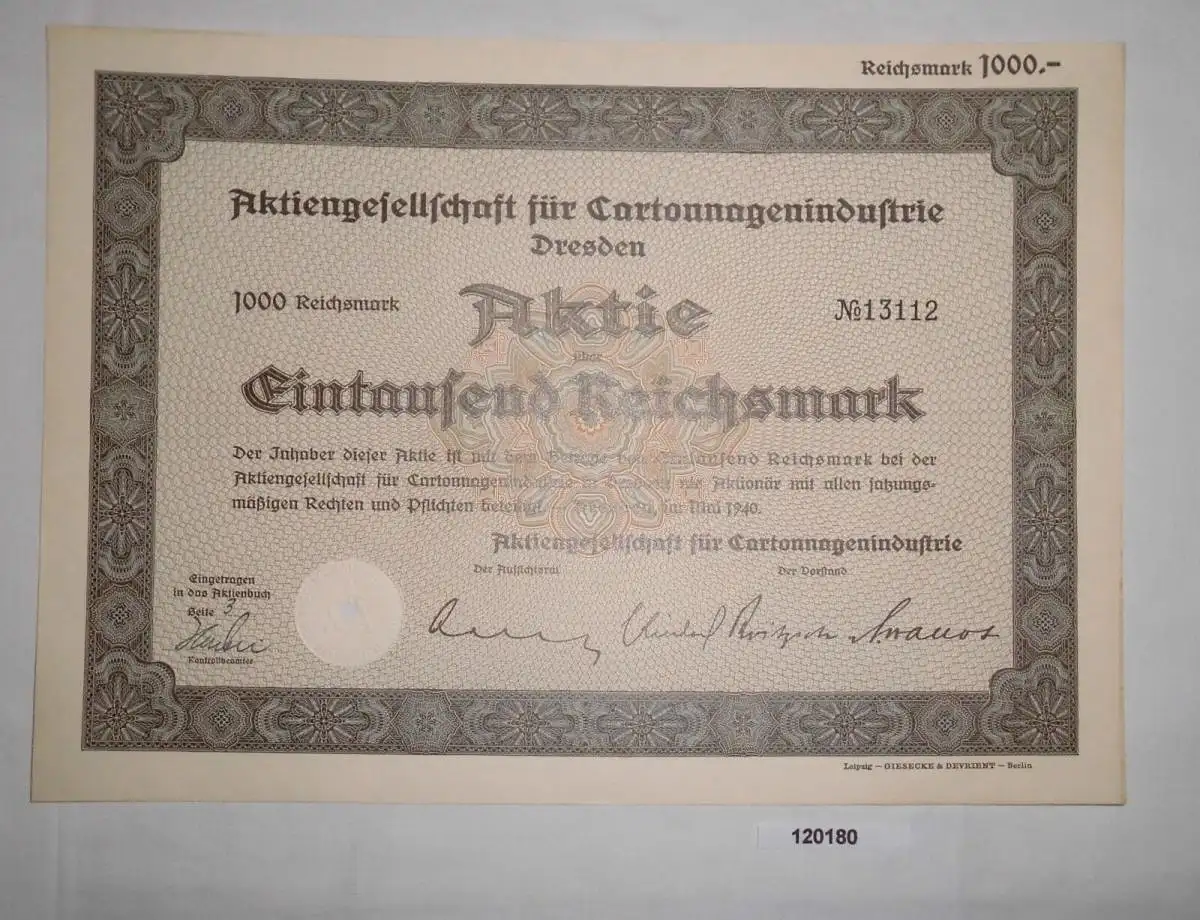 Reichsmark 1000.–
Aktiengesellschaft für Cartonnagenindustrie
Dresden
1000 Reichsmark
Aktie
№13112
über
Eintausend Reichsmark
Der Inhaber dieser Aktie ist mit dem Betrage von Eintausend Reichsmark bei der
Aktiengesellschaft für Cartonnagenindustrie in Dresden als Aktionär mit allen satzungs-
mäßigen Rechten und Pflichten beteiligt. — Dresden, im Mai 1940.
Aktiengesellschaft für Cartonnagenindustrie
Der Aufsichtsrat
Der Vorstand
Eingetragen
in das Aktienbuch
Seite 3
Kontrollbeamter
Leipzig – GIESECKE & DEVRIENT – Berlin
120180